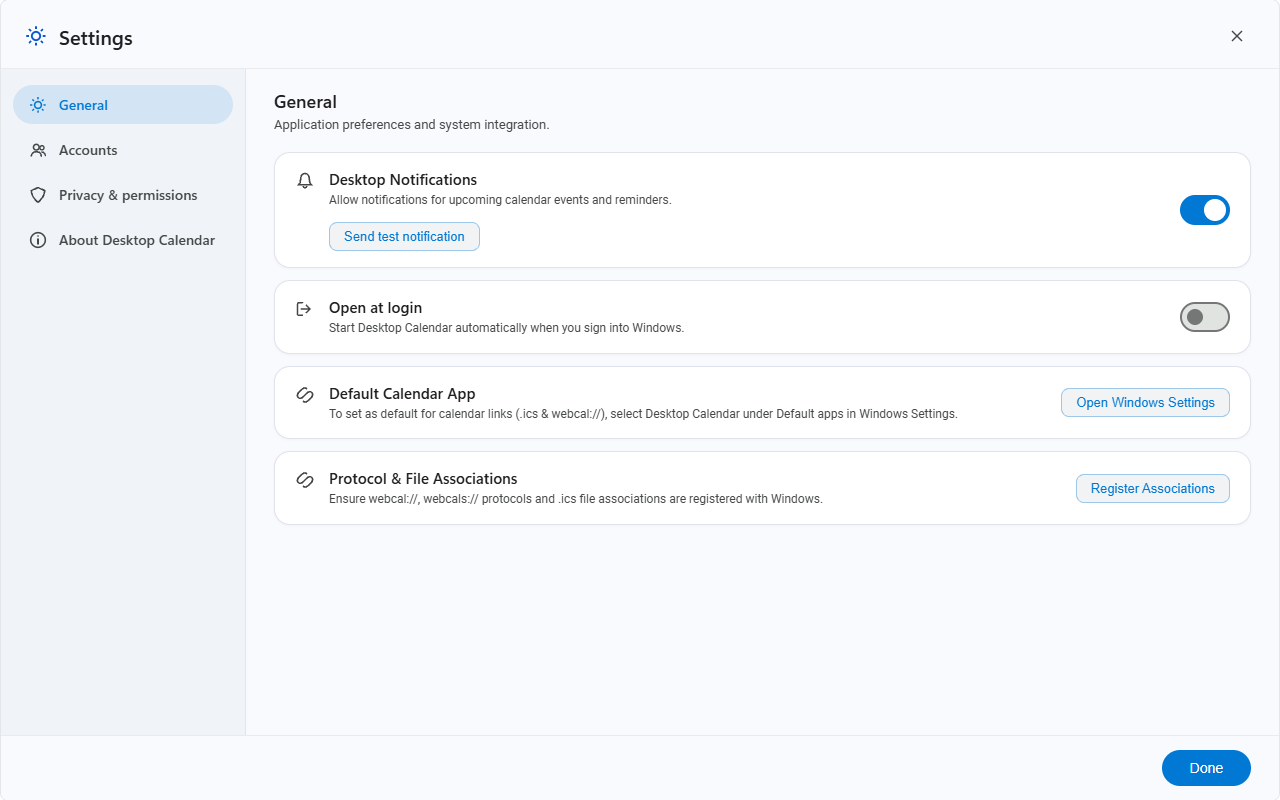 Settings
General
Accounts
Privacy & permissions
About Desktop Calendar
General
Application preferences and system integration.
Desktop Notifications
Allow notifications for upcoming calendar events and reminders.
Send test notification
Open at login
Start Desktop Calendar automatically when you sign into Windows.
Default Calendar App
To set as default for calendar links (.ics & webcal://), select Desktop Calendar under Default apps in Windows Settings.
Open Windows Settings
Protocol & File Associations
Ensure webcal://, webcals:// protocols and .ics file associations are registered with Windows.
Register Associations
Done